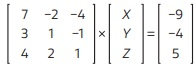 [ 7 -2 -4 ] [ X ] [ -9 ]
[ 3 1 -1 ] × [ Y ] = [ -4 ]
[ 4 2 1 ] [ Z ] [ 5 ]